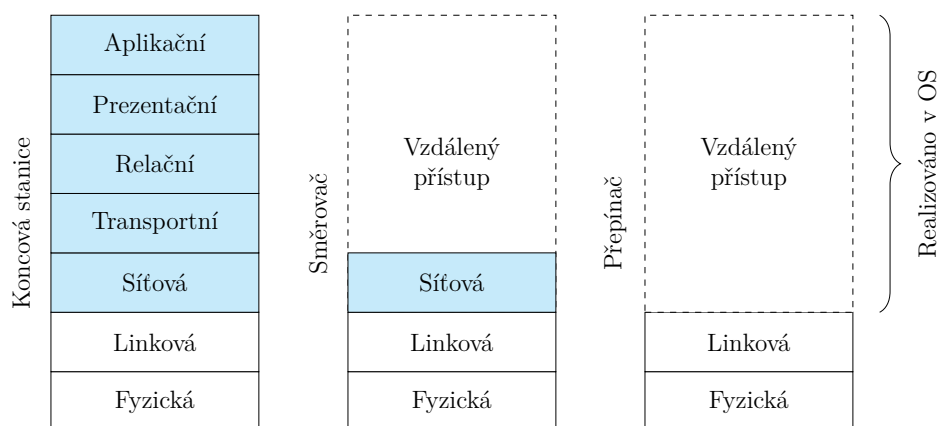 Koncová stanice
Aplikační
Prezentační
Relační
Transportní
Síťová
Linková
Fyzická
Směrovač
Vzdálený
přístup
Síťová
Linková
Fyzická
Přepínač
Vzdálený
přístup
Linková
Fyzická
Realizováno v OS